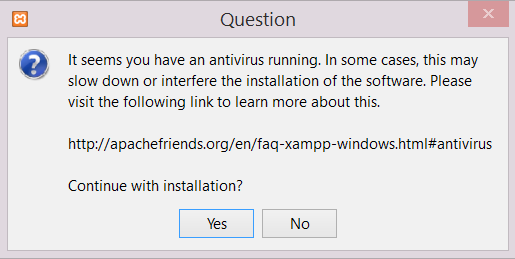 Question
It seems you have an antivirus running. In some cases, this may
slow down or interfere the installation of the software. Please
visit the following link to learn more about this.
http://apachefriends.org/en/faq-xampp-windows.html#antivirus
Continue with installation?
Yes No